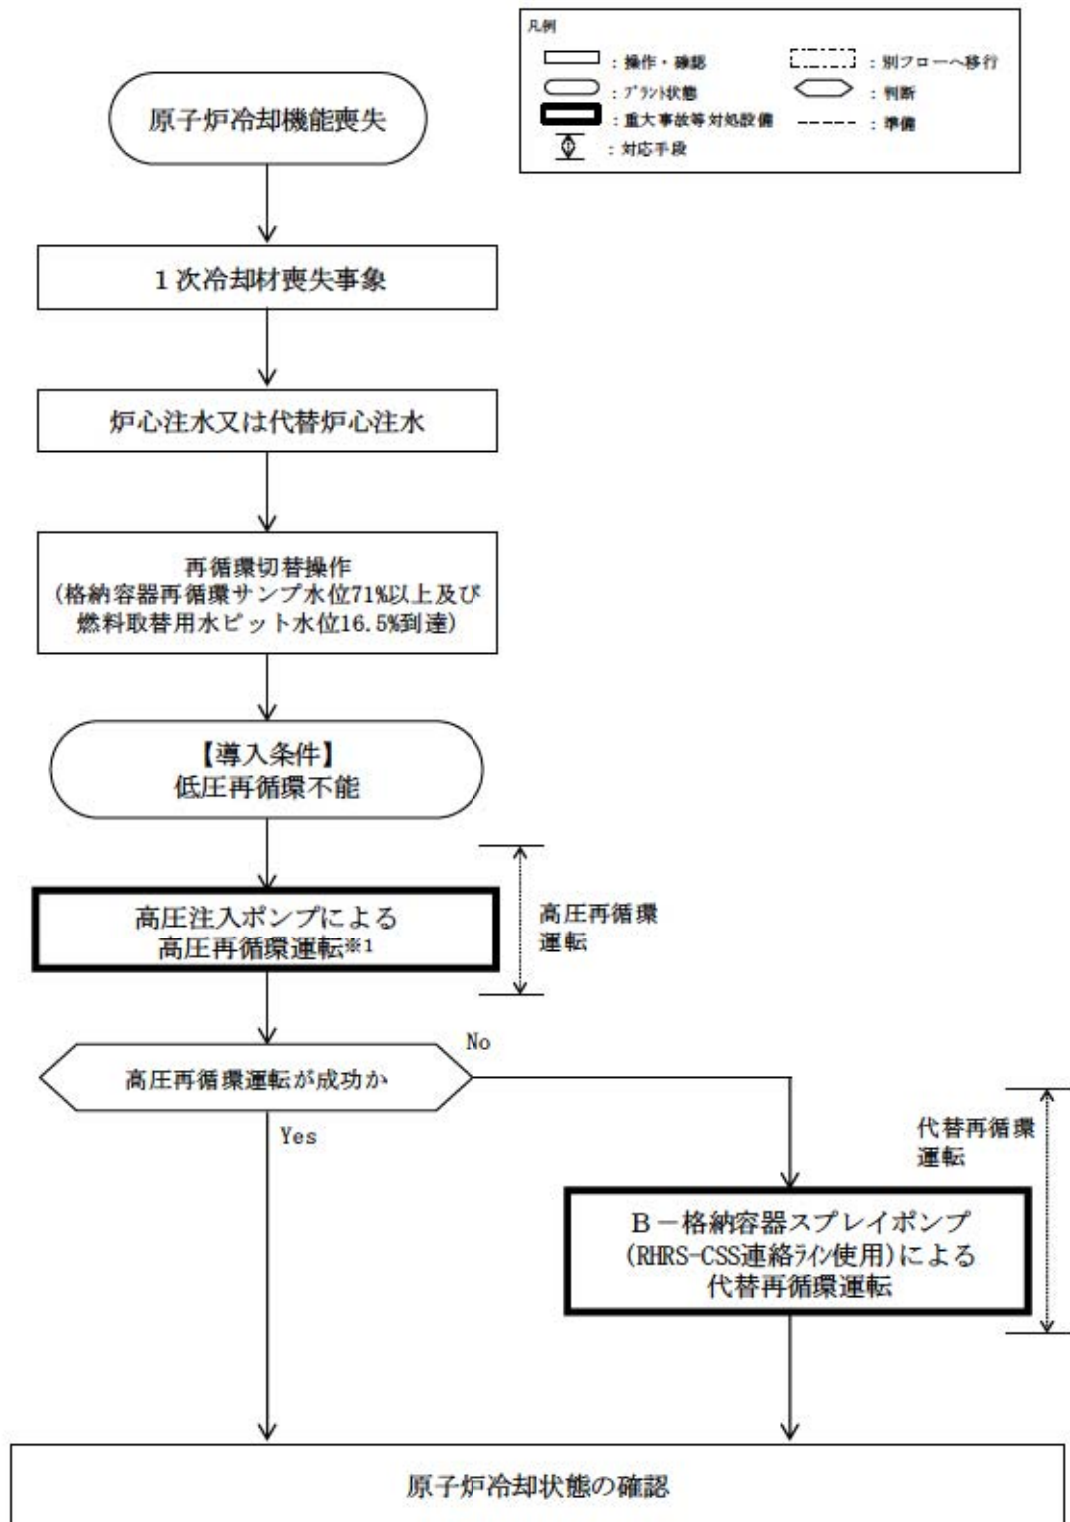 凡例
：操作・確認
：別フローへ移行
：プラント状態
：判断
：重大事故等対処設備
：準備
：対応手段
原子炉冷却機能喪失
１次冷却材喪失事象
炉心注水又は代替炉心注水
再循環切替操作
(格納容器再循環サンプ水位71%以上及び
燃料取替用水ピット水位16.5%到達)
【導入条件】
低圧再循環不能
高圧注入ポンプによる
高圧再循環運転※1
高圧再循環
運転
高圧再循環運転が成功か
No
Yes
代替再循環
運転
Ｂ－格納容器スプレイポンプ
(RHRS-CSS連絡ライン使用)による
代替再循環運転
原子炉冷却状態の確認